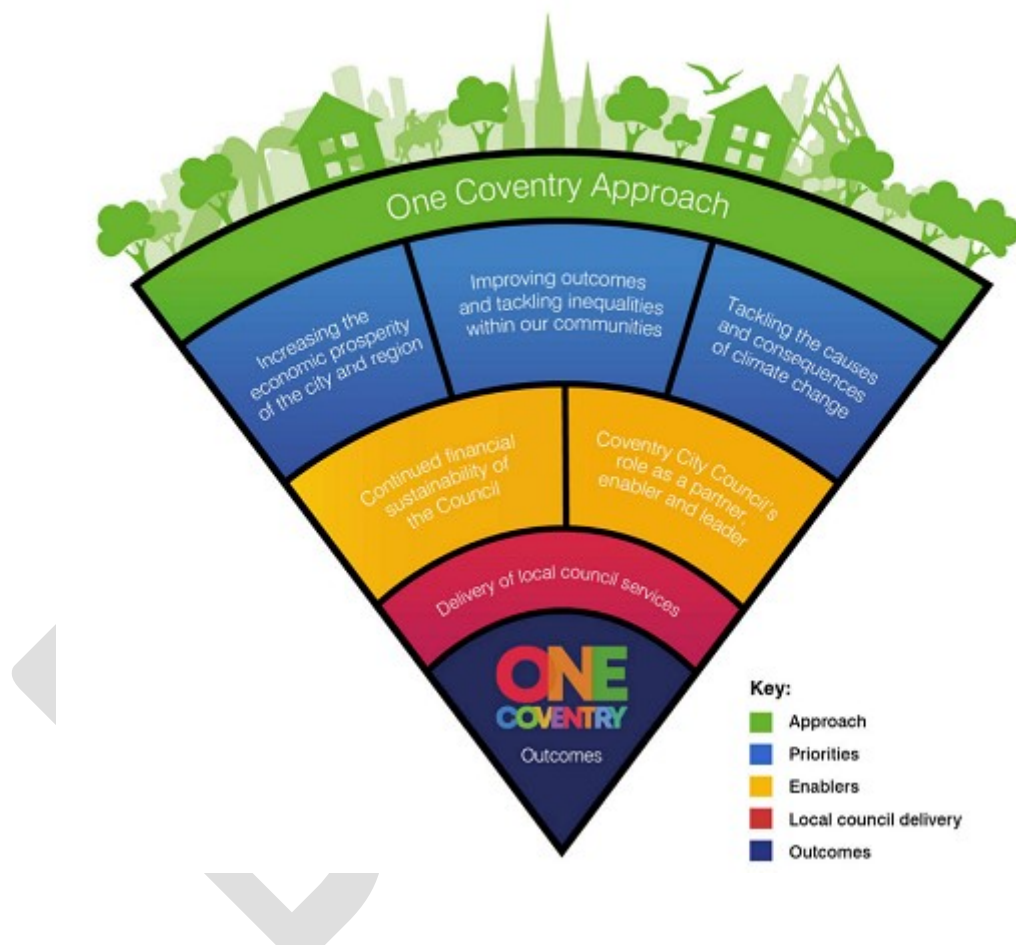 One Coventry Approach
Increasing the
economic prosperity
of the city and region
Improving outcomes
and tackling inequalities
within our communities
Tackling the causes
and consequences
of climate change
Continued financial
sustainability of
the Council
Coventry City Council's
role as a partner,
enabler and leader
Delivery of local council services
ONE
COVENTRY
Outcomes
Key:
Approach
Priorities
Enablers
Local council delivery
Outcomes